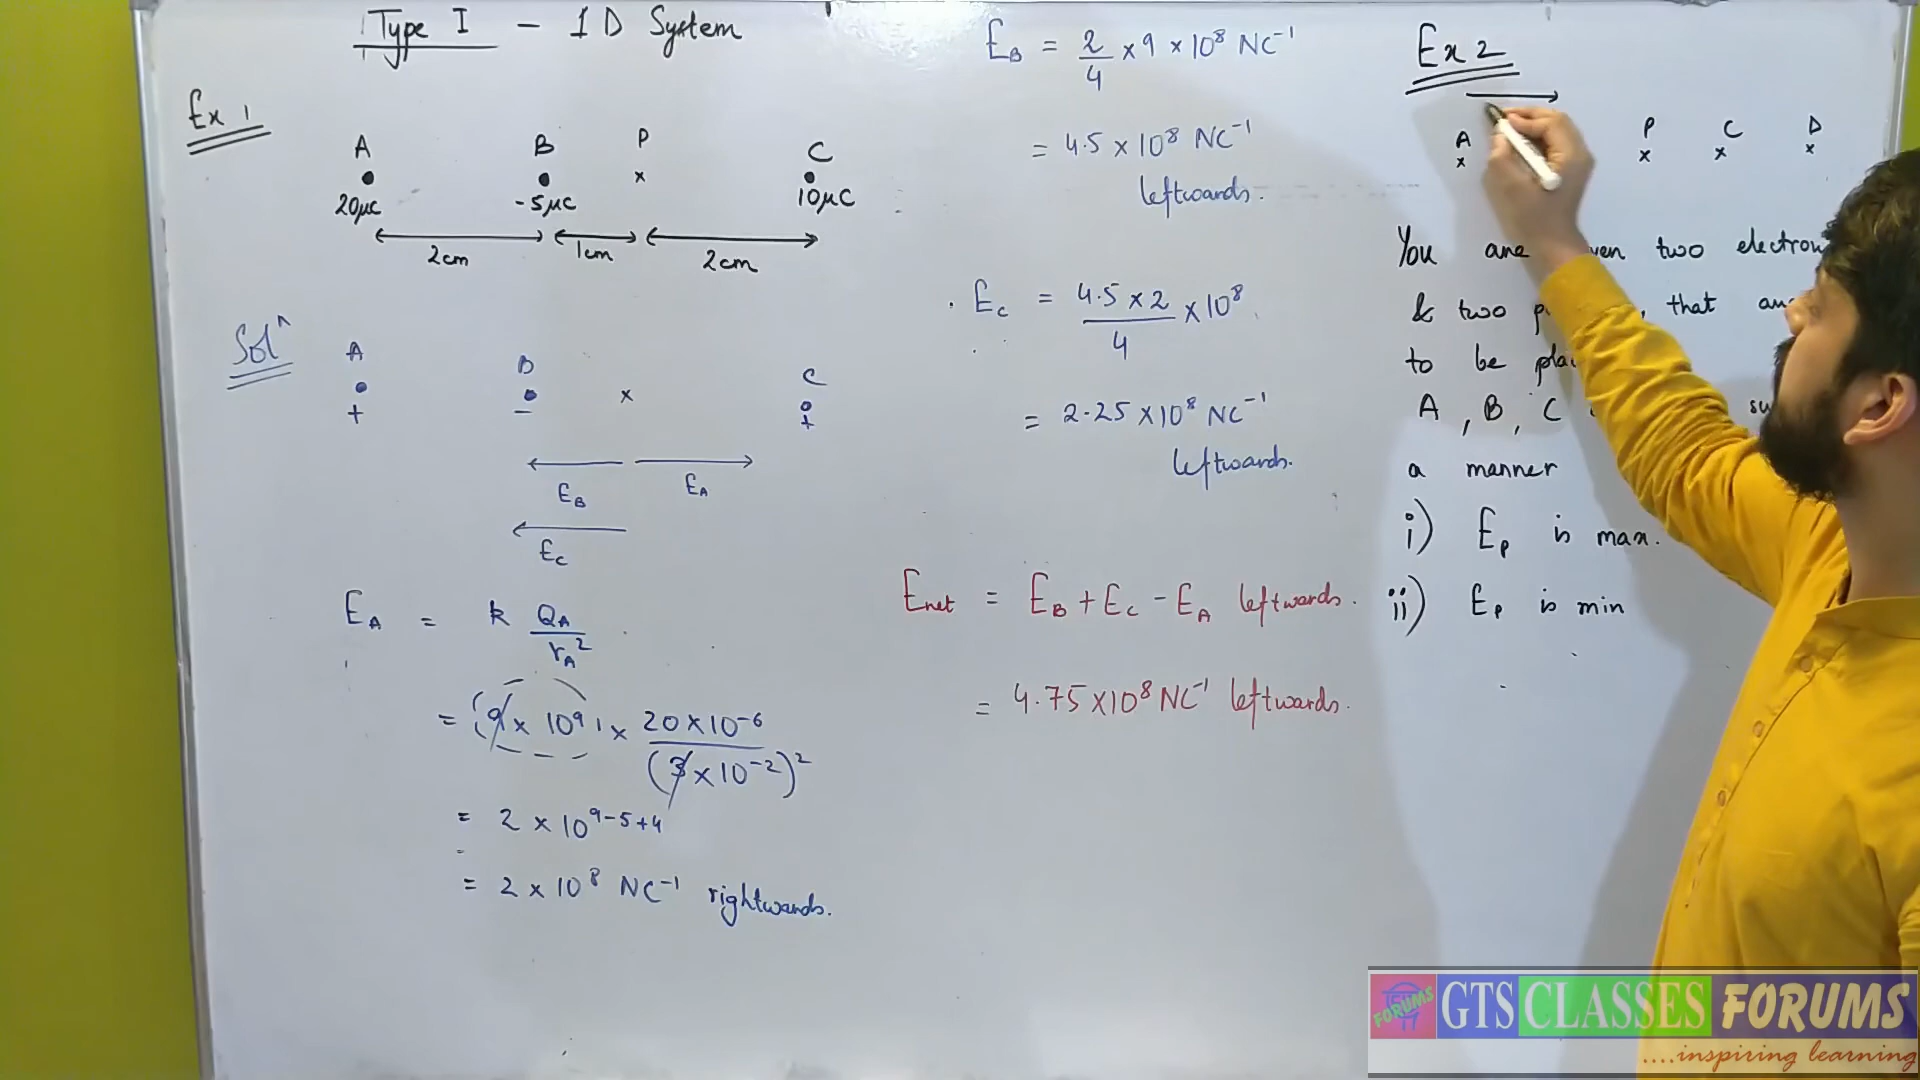 Type I - 1D System
Ex 1
A B P C
20μC -5μC 10μC
2cm 1cm 2cm
Solⁿ
A B C
+ - × +
E_B E_A
E_C
E_A = k Q_A / r_A²
= (9 × 10⁹) × 20×10⁻⁶ / (3×10⁻²)²
= 2 × 10⁹⁻⁵⁺⁴
= 2 × 10⁸ NC⁻¹ rightwards.
E_B = 2/4 × 9 × 10⁸ NC⁻¹
= 4.5 × 10⁸ NC⁻¹
leftwards.
E_C = 4.5 × 2 / 4 × 10⁸
= 2.25 × 10⁸ NC⁻¹
leftwards.
E_net = E_B + E_C - E_A leftwards.
= 4.75 × 10⁸ NC⁻¹ leftwards.
Ex 2
A P C D
You are two
& two that
to be
A, B, C
a manner
i) E_P is max.
ii) E_P is min
FORUMS
GTS CLASSES FORUMS
....inspiring learning